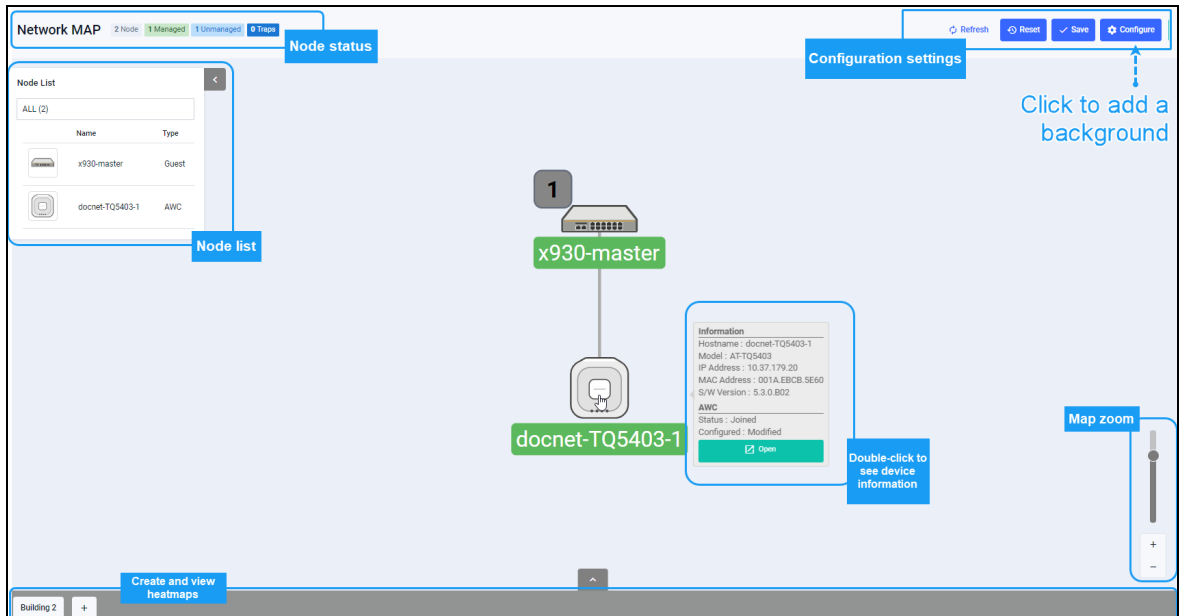 Network MAP 2 Node 1 Managed 1 Unmanaged 0 Traps
Node status
Refresh Reset Save Configure
Configuration settings
Click to add a
background
Node List
ALL (2)
Name Type
x930-master Guest
docnet-TQ5403-1 AWC
Node list
1
x930-master
docnet-TQ5403-1
Information
Hostname : docnet-TQ5403-1
Model : AT-TQ5403
IP Address : 10.37.179.20
MAC Address : 001A.EBCB.5E60
S/W Version : 5.3.0.B02
AWC
Status : Joined
Configured : Modified
Open
Double-click to
see device
information
Map zoom
+
−
Create and view
heatmaps
Building 2 +